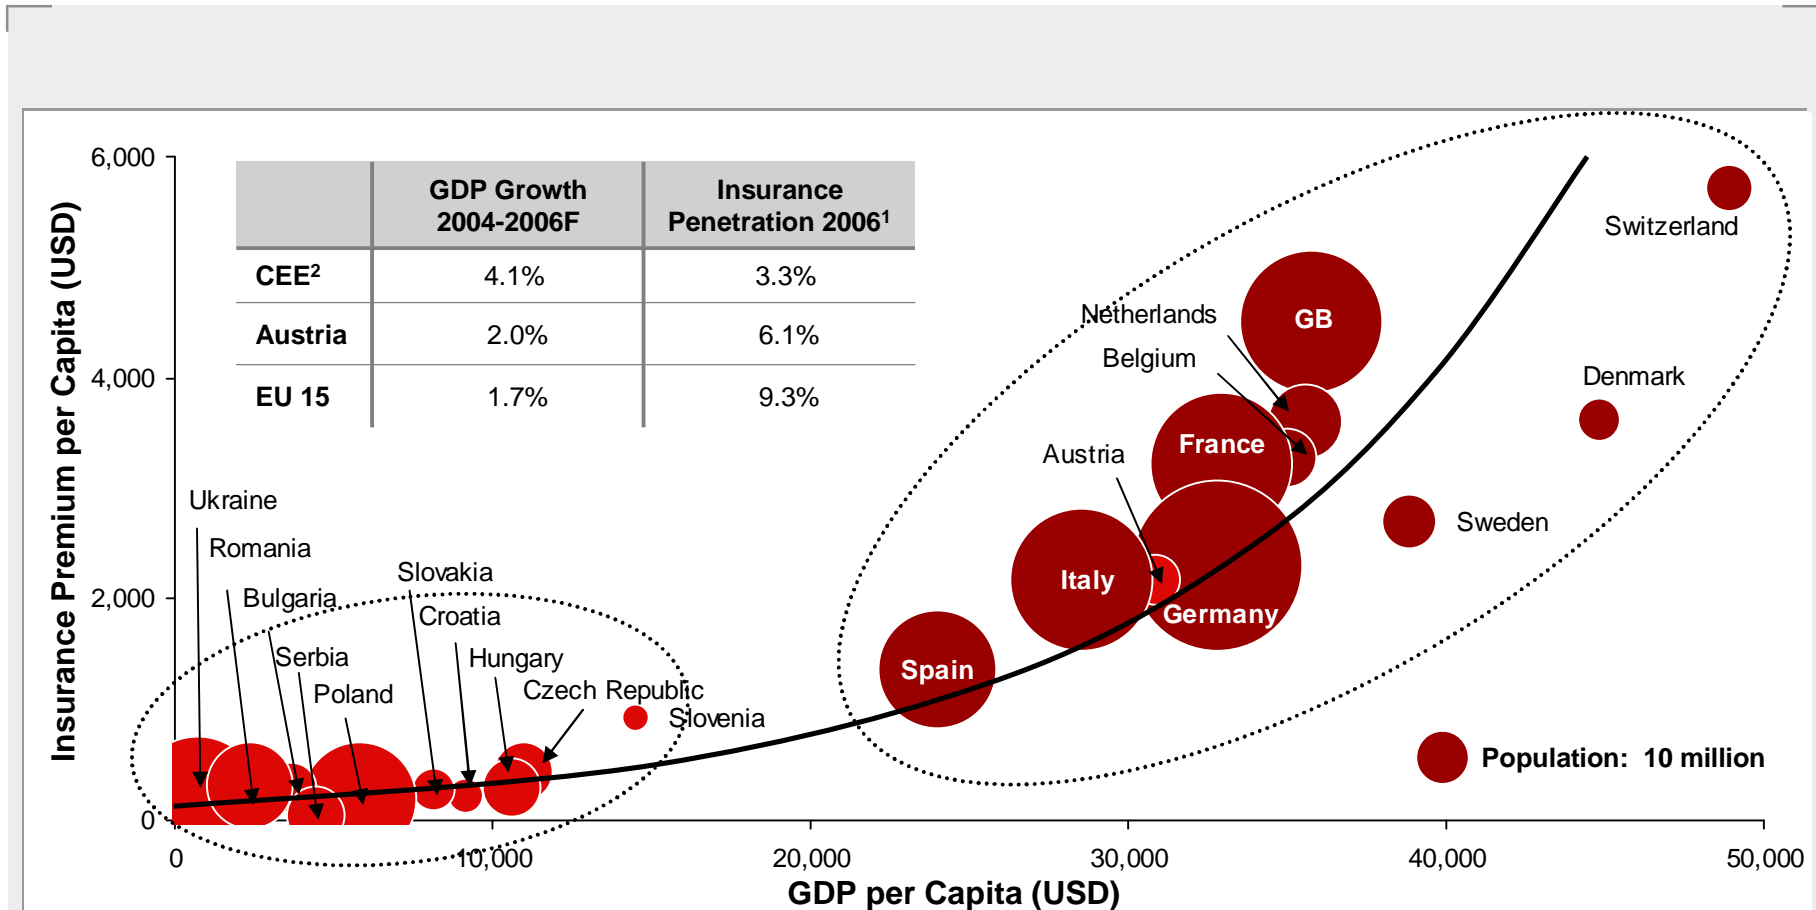 6,000
4,000
2,000
0
Insurance Premium per Capita (USD)
GDP Growth
2004-2006F
Insurance
Penetration 2006¹
CEE² 4.1% 3.3%
Austria 2.0% 6.1%
EU 15 1.7% 9.3%
Switzerland
Netherlands
GB
Belgium
Denmark
France
Austria
Ukraine
Sweden
Romania
Slovakia
Italy
Bulgaria
Croatia
Germany
Serbia
Hungary
Spain
Poland
Czech Republic
Slovenia
Population: 10 million
0 10,000 20,000 30,000 40,000 50,000
GDP per Capita (USD)